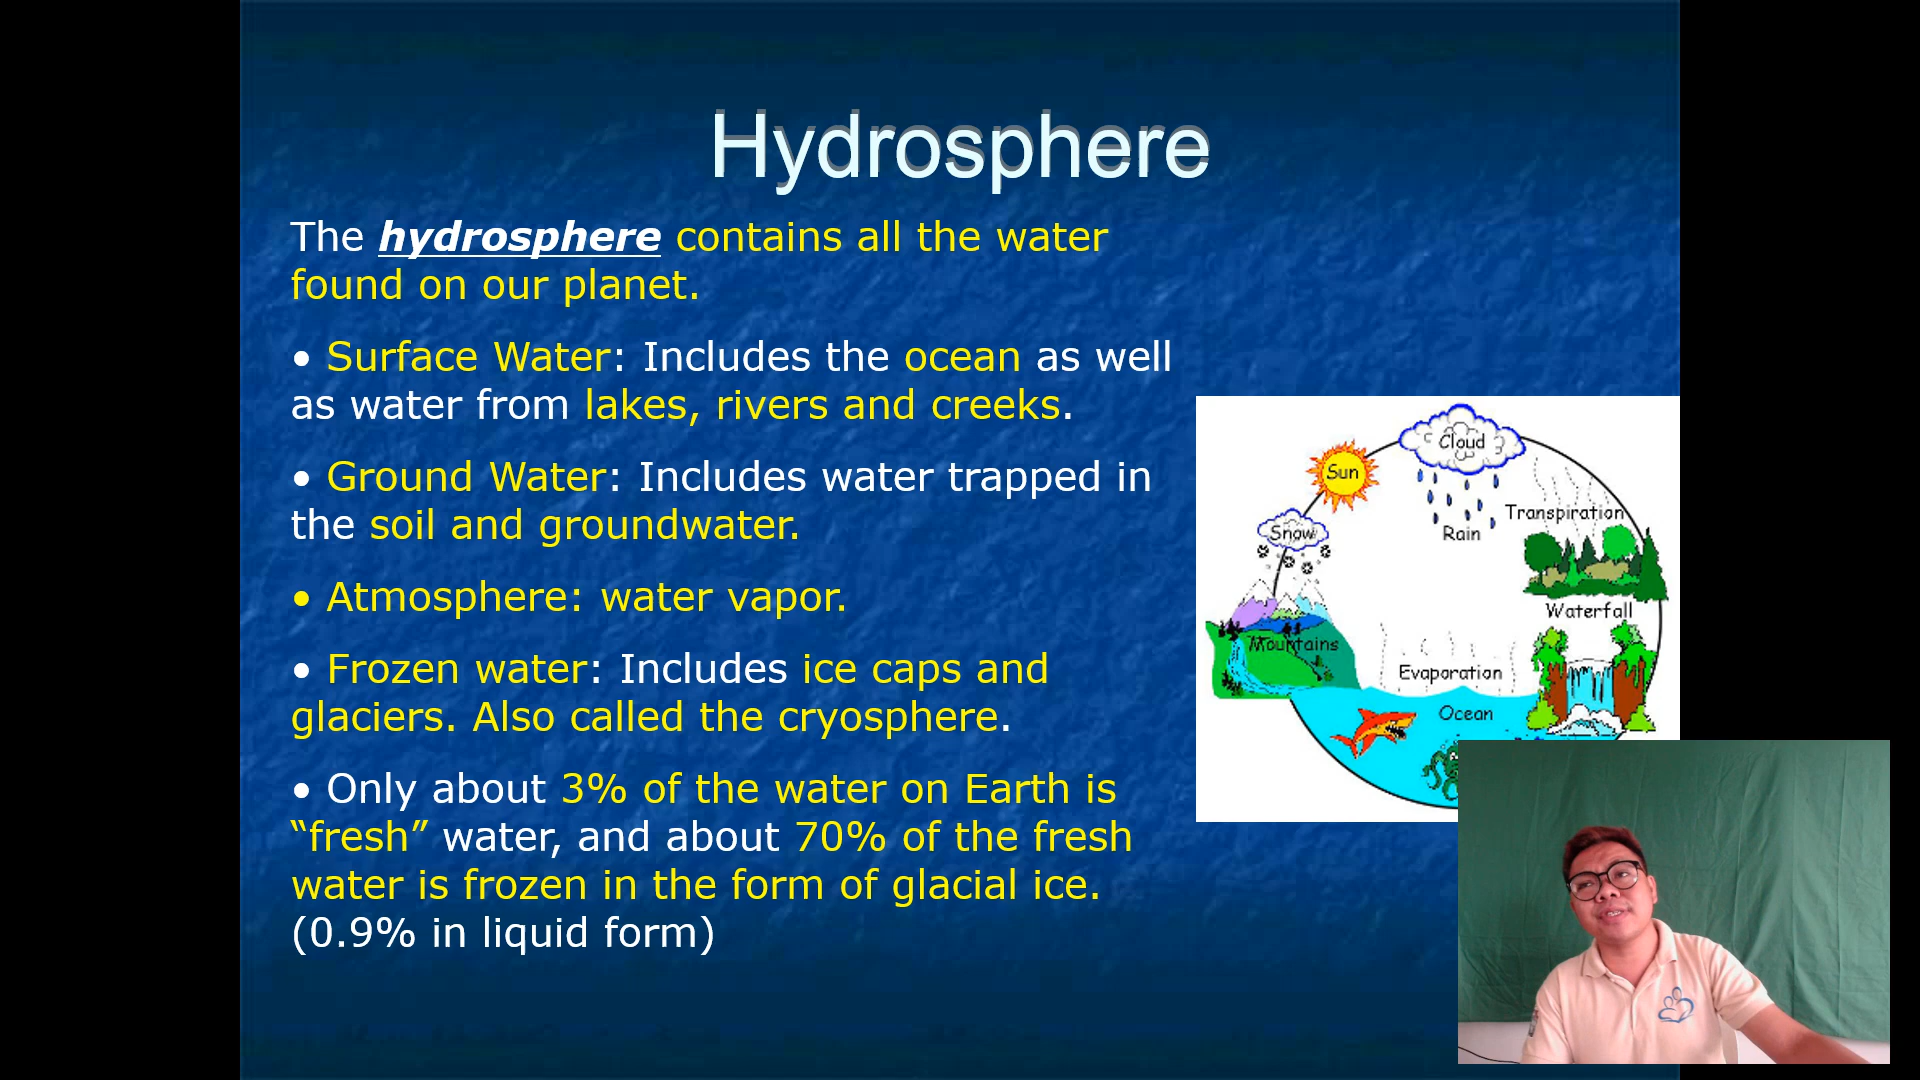 Hydrosphere
The hydrosphere contains all the water
found on our planet.
• Surface Water: Includes the ocean as well
as water from lakes, rivers and creeks.
• Ground Water: Includes water trapped in
the soil and groundwater.
• Atmosphere: water vapor.
• Frozen water: Includes ice caps and
glaciers. Also called the cryosphere.
• Only about 3% of the water on Earth is
“fresh” water, and about 70% of the fresh
water is frozen in the form of glacial ice.
(0.9% in liquid form)
Cloud
Sun
Transpiration
Snow
Rain
Waterfall
Mountains
Evaporation
Ocean